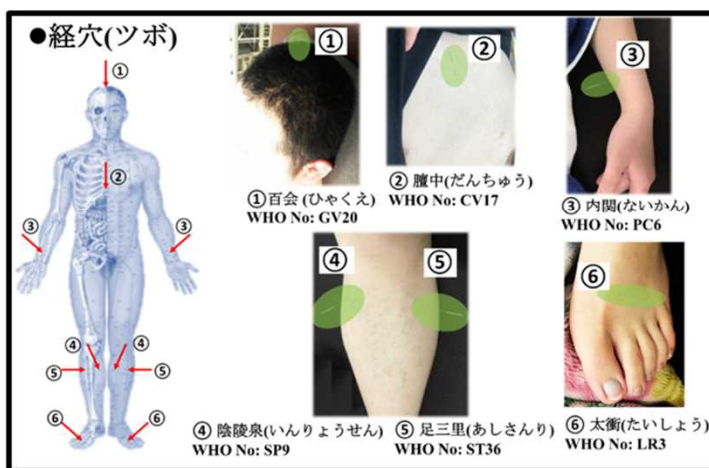 ●経穴(ツボ)
①
②
③
③
④
④
⑤
⑤
⑥
⑥
①
①百会 (ひゃくえ)
WHO No: GV20
②
②膻中(だんちゅう)
WHO No: CV17
③
③ 内関(ないかん)
WHO No: PC6
④
⑤
④ 陰陵泉(いんりょうせん)
WHO No: SP9
⑤ 足三里(あしさんり)
WHO No: ST36
⑥
⑥ 太衝(たいしょう)
WHO No: LR3